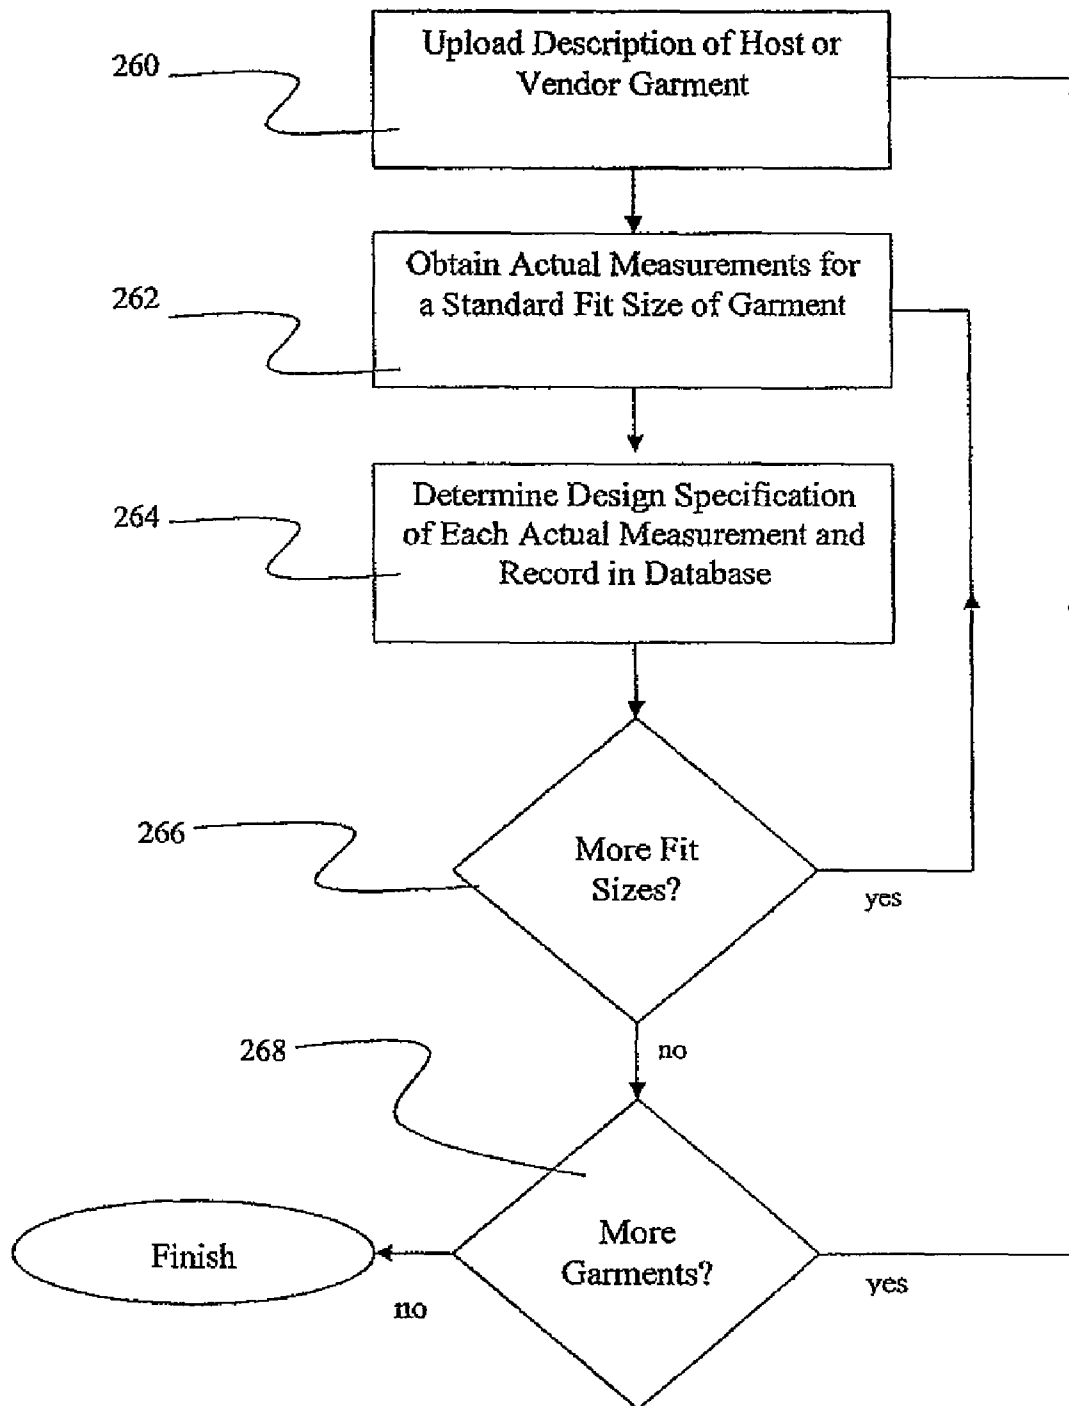 260
Upload Description of Host or
Vendor Garment
262
Obtain Actual Measurements for
a Standard Fit Size of Garment
264
Determine Design Specification
of Each Actual Measurement and
Record in Database
266
More Fit
Sizes?
yes
no
268
More
Garments?
yes
no
Finish